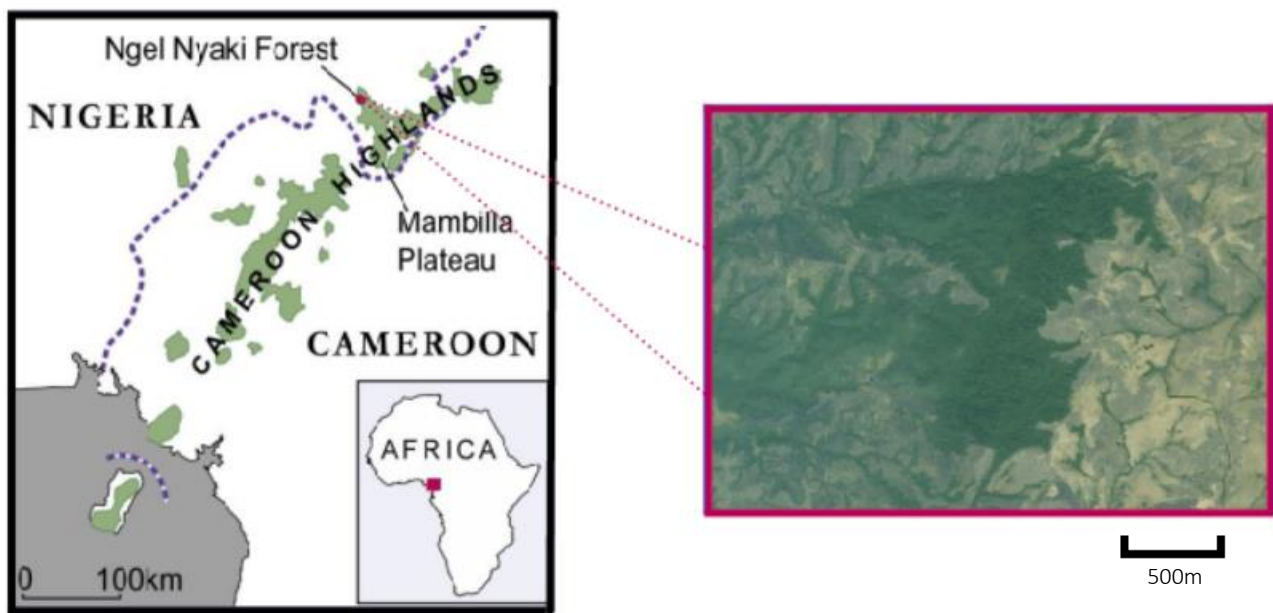 Ngel Nyaki Forest
NIGERIA
CAMEROON HIGHLANDS
Mambilla
Plateau
CAMEROON
AFRICA
0 100km
500m